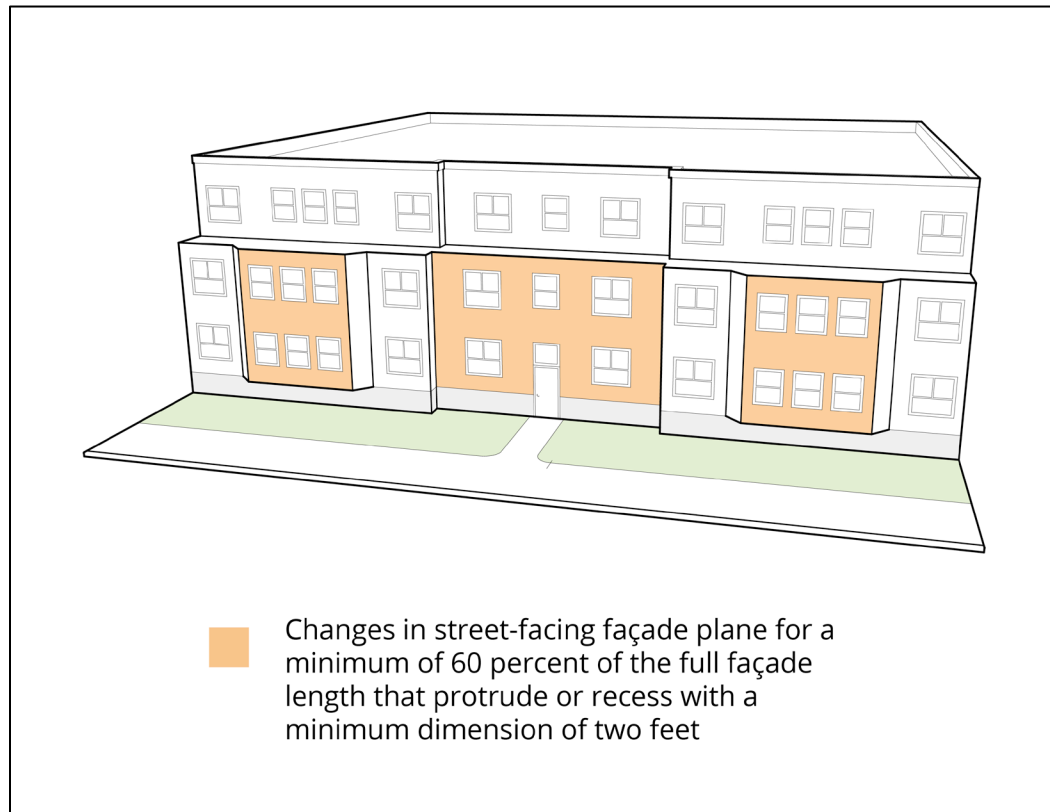 Changes in street-facing façade plane for a
minimum of 60 percent of the full façade
length that protrude or recess with a
minimum dimension of two feet